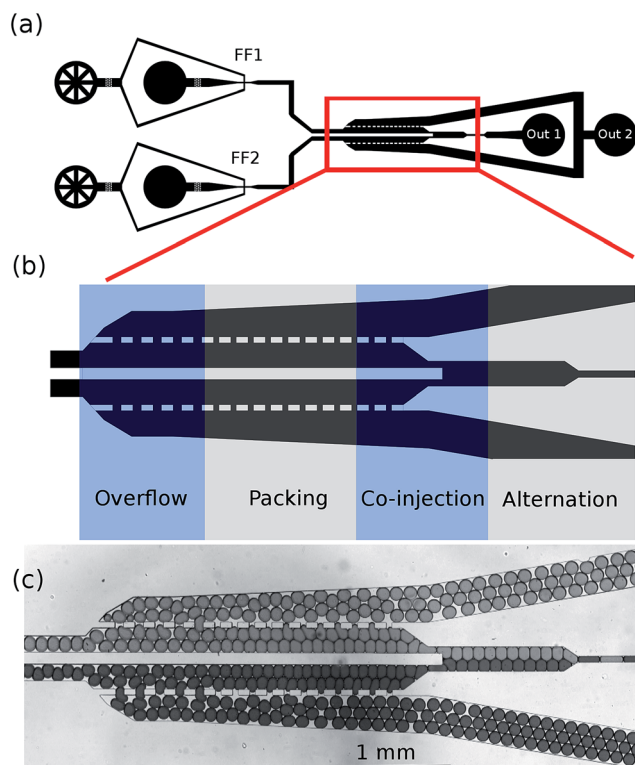 (a)
FF1
Out 1
Out 2
FF2
(b)
Overflow
Packing
Co-injection
Alternation
(c)
1 mm